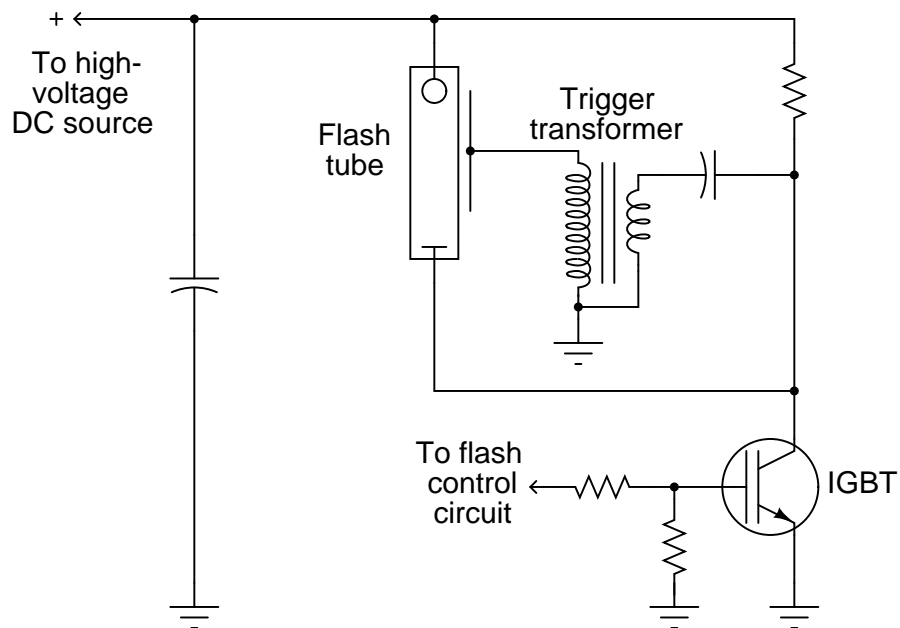 +
To high-
voltage
DC source
Flash
tube
Trigger
transformer
To flash
control
circuit
IGBT